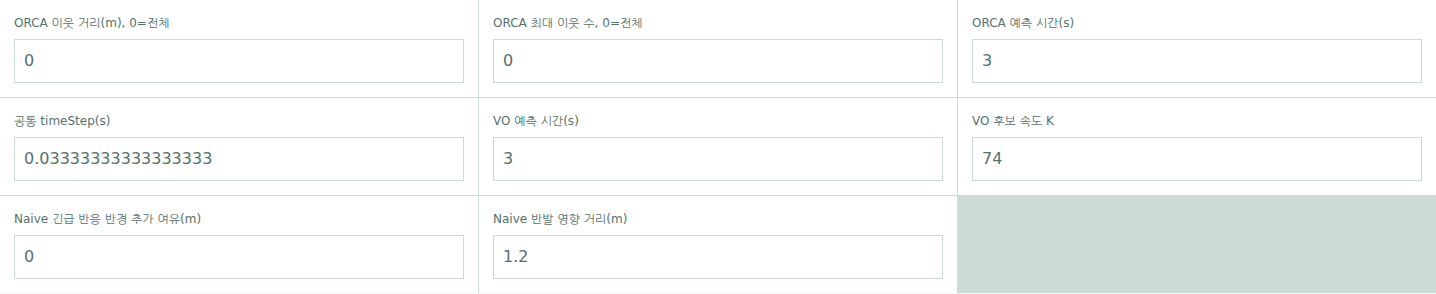 ORCA 이웃 거리(m), 0=전체
0
ORCA 최대 이웃 수, 0=전체
0
ORCA 예측 시간(s)
3
공통 timeStep(s)
0.03333333333333333
VO 예측 시간(s)
3
VO 후보 속도 K
74
Naive 긴급 반응 반경 추가 여유(m)
0
Naive 반발 영향 거리(m)
1.2